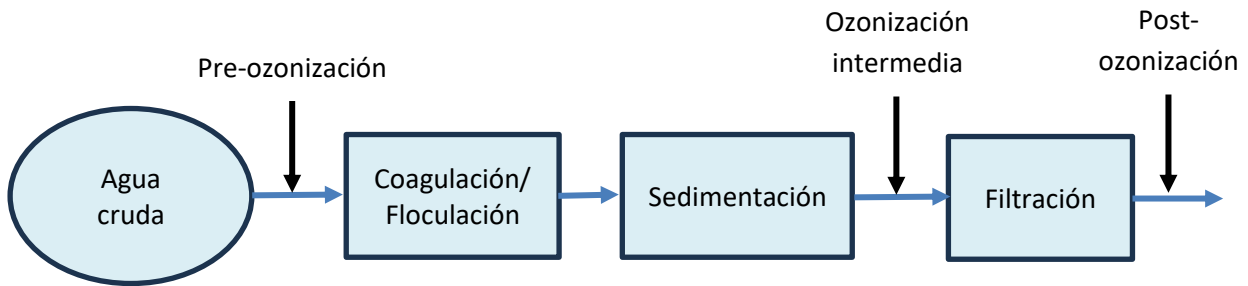 Pre-ozonización
Ozonización
intermedia
Post-
ozonización
Agua
cruda
Coagulación/
Floculación
Sedimentación
Filtración